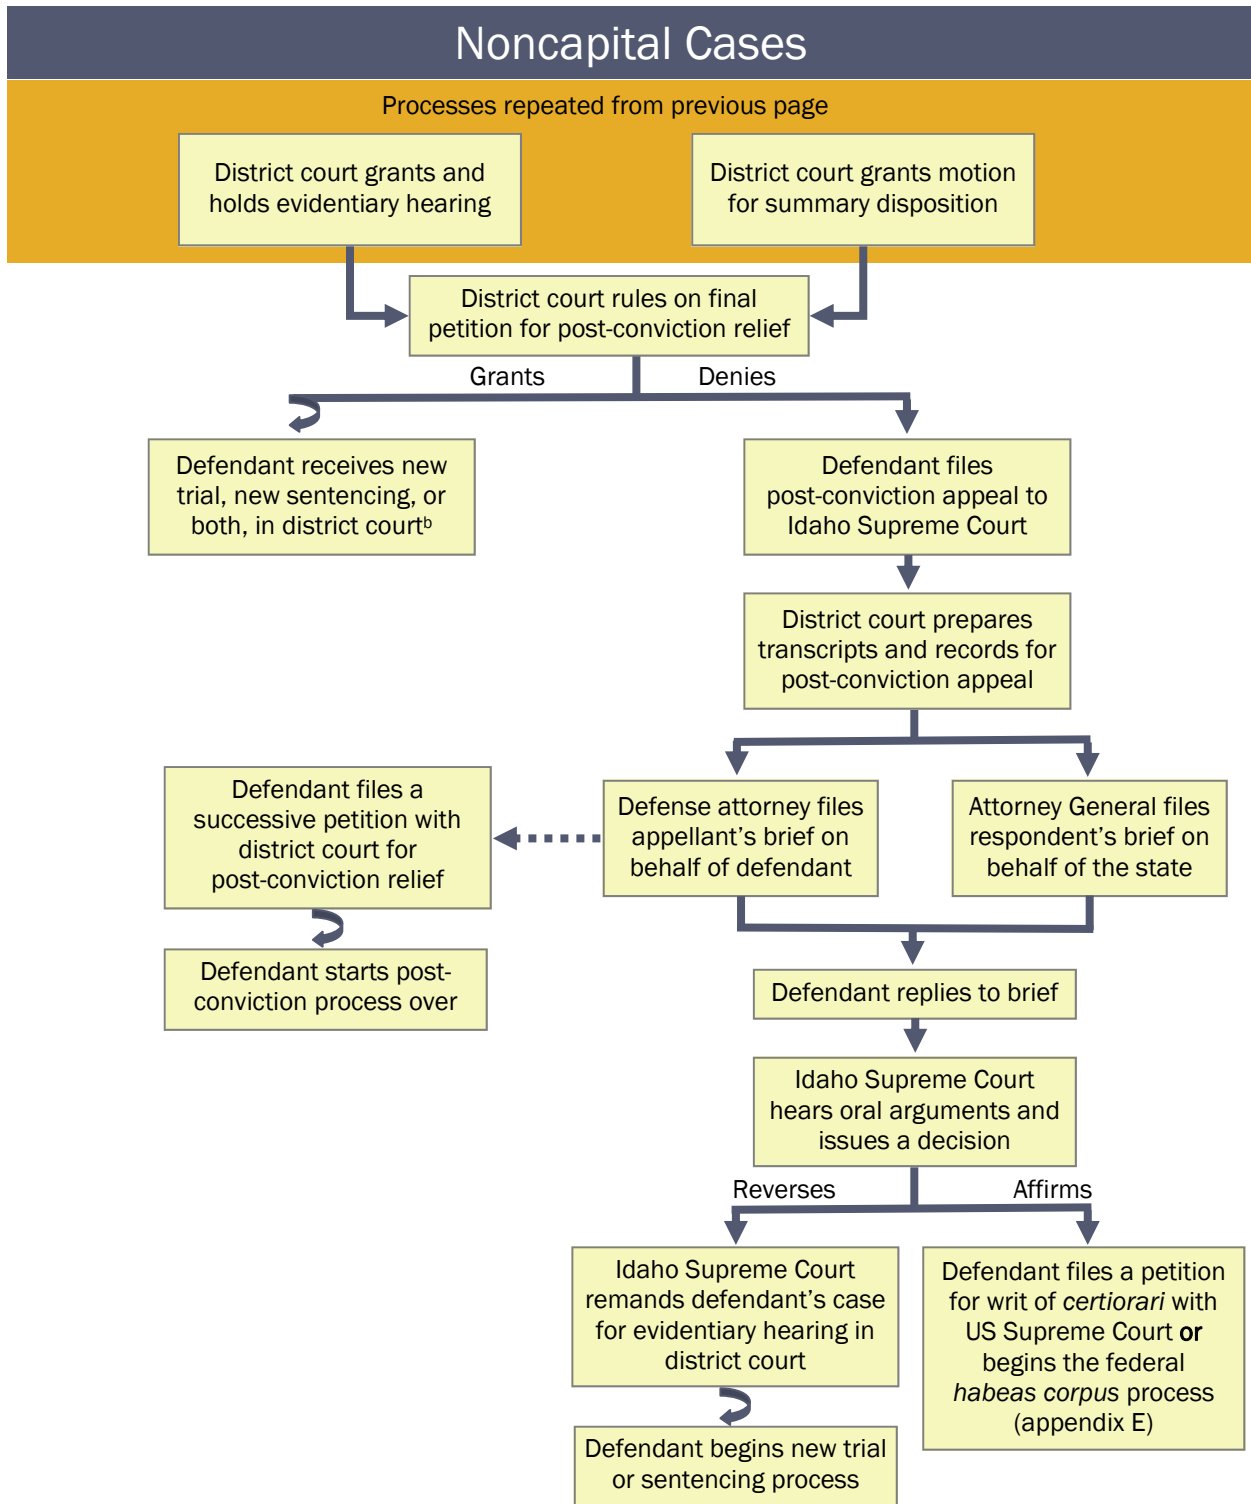 Noncapital Cases
Processes repeated from previous page
District court grants and
holds evidentiary hearing
District court grants motion
for summary disposition
District court rules on final
petition for post-conviction relief
Grants
Denies
Defendant receives new
trial, new sentencing, or
both, in district courtᵇ
Defendant files
post-conviction appeal to
Idaho Supreme Court
District court prepares
transcripts and records for
post-conviction appeal
Defendant files a
successive petition with
district court for
post-conviction relief
Defense attorney files
appellant’s brief on
behalf of defendant
Attorney General files
respondent’s brief on
behalf of the state
Defendant starts post-
conviction process over
Defendant replies to brief
Idaho Supreme Court
hears oral arguments and
issues a decision
Reverses
Affirms
Idaho Supreme Court
remands defendant’s case
for evidentiary hearing in
district court
Defendant files a petition
for writ of certiorari with
US Supreme Court or
begins the federal
habeas corpus process
(appendix E)
Defendant begins new trial
or sentencing process